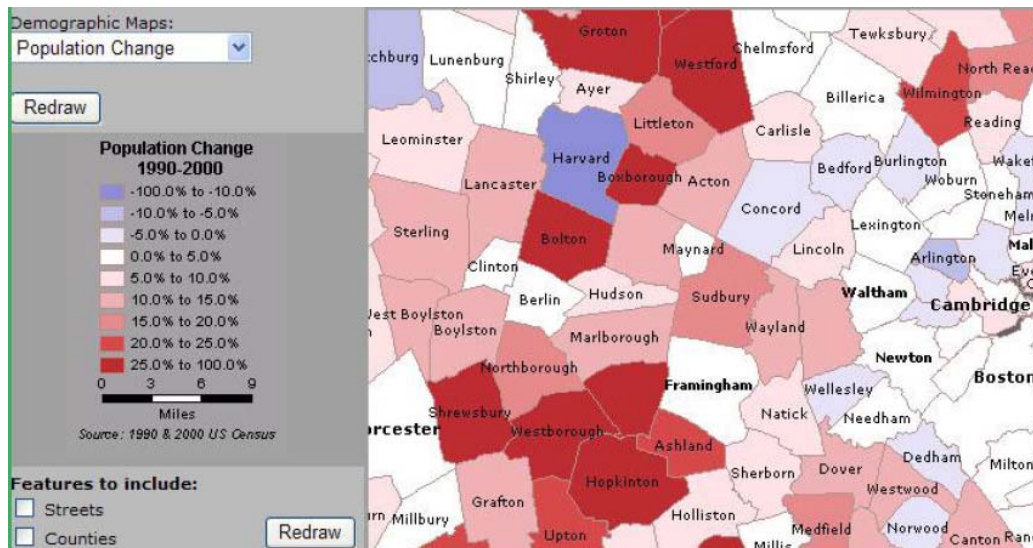 Demographic Maps:
Population Change
Redraw
Population Change
1990-2000
-100.0% to -10.0%
-10.0% to -5.0%
-5.0% to 0.0%
0.0% to 5.0%
5.0% to 10.0%
10.0% to 15.0%
15.0% to 20.0%
20.0% to 25.0%
25.0% to 100.0%
0 3 6 9
Miles
Source: 1990 & 2000 US Census
Features to include:
Streets
Counties
Redraw
Groton
Tewksbury
Chelmsford
chburg
Lunenburg
Westford
North Rea
Shirley
Ayer
Billerica
Wilmington
Littleton
Carlisle
Reading
Leominster
Harvard
Burlington
Wakef
Bedford
Boxborough
Acton
Woburn
Lancaster
Stoneham
Concord
Mel
Sterling
Bolton
Maynard
Lincoln
Lexington
Mal
Arlington
Clinton
Eve
Berlin
Hudson
Sudbury
Waltham
Cambridge
est Boylston
Boylston
Marlborough
Wayland
Newton
Northborough
Framingham
Wellesley
Boston
Shrewsbury
Natick
Needham
orcester
Westborough
Ashland
Dedham
Hopkinton
Sherborn
Dover
Milton
Grafton
Westwood
rn
Millbury
Holliston
Upton
Medfield
Norwood
Millis
Canton
Ran